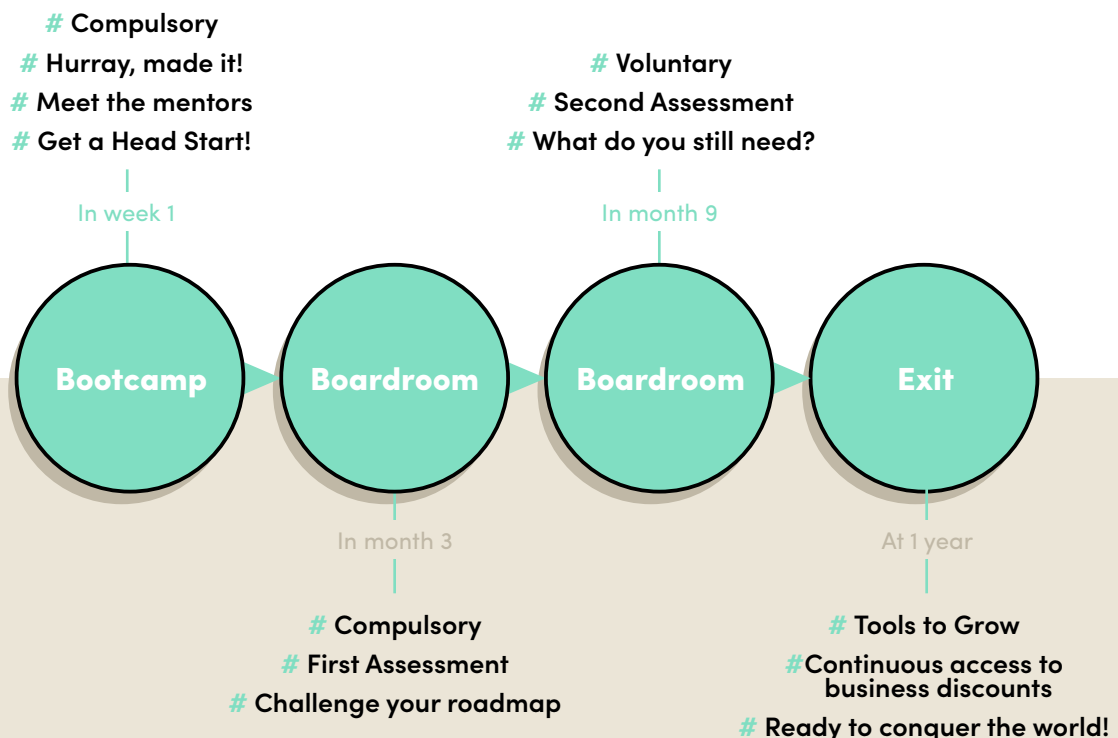 # Compulsory
# Hurray, made it!
# Meet the mentors
# Get a Head Start!
In week 1
# Voluntary
# Second Assessment
# What do you still need?
In month 9
Bootcamp
Boardroom
Boardroom
Exit
In month 3
# Compulsory
# First Assessment
# Challenge your roadmap
At 1 year
# Tools to Grow
#Continuous access to
business discounts
# Ready to conquer the world!